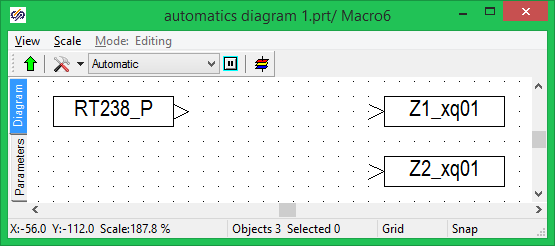 automatics diagram 1.prt/ Macro6
View Scale Mode: Editing
Automatic
Diagram
Parameters
RT238_P
Z1_xq01
Z2_xq01
X:-56.0 Y:-112.0 Scale:187.8 % Objects 3 Selected 0 Grid Snap